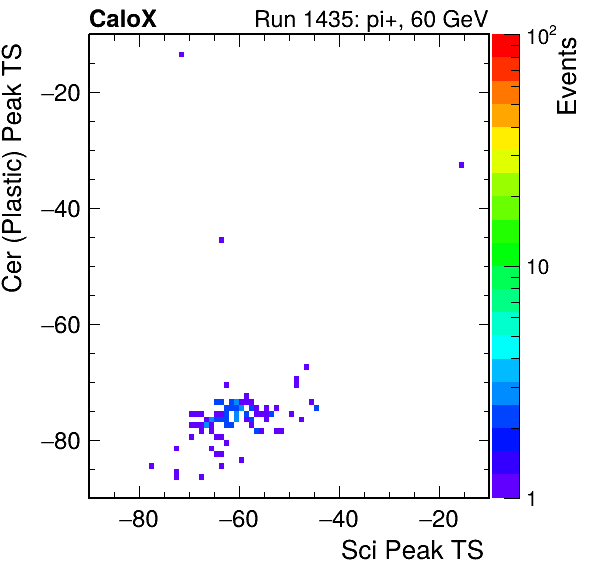 CaloX Run 1435: pi+, 60 GeV
Cer (Plastic) Peak TS
−20
−40
−60
−80
−80 −60 −40 −20
Sci Peak TS
10²
10
1
Events